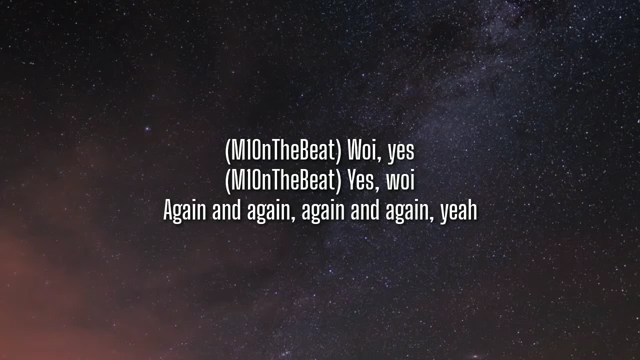 (M1OnTheBeat) Woi, yes
(M1OnTheBeat) Yes, woi
Again and again, again and again, yeah